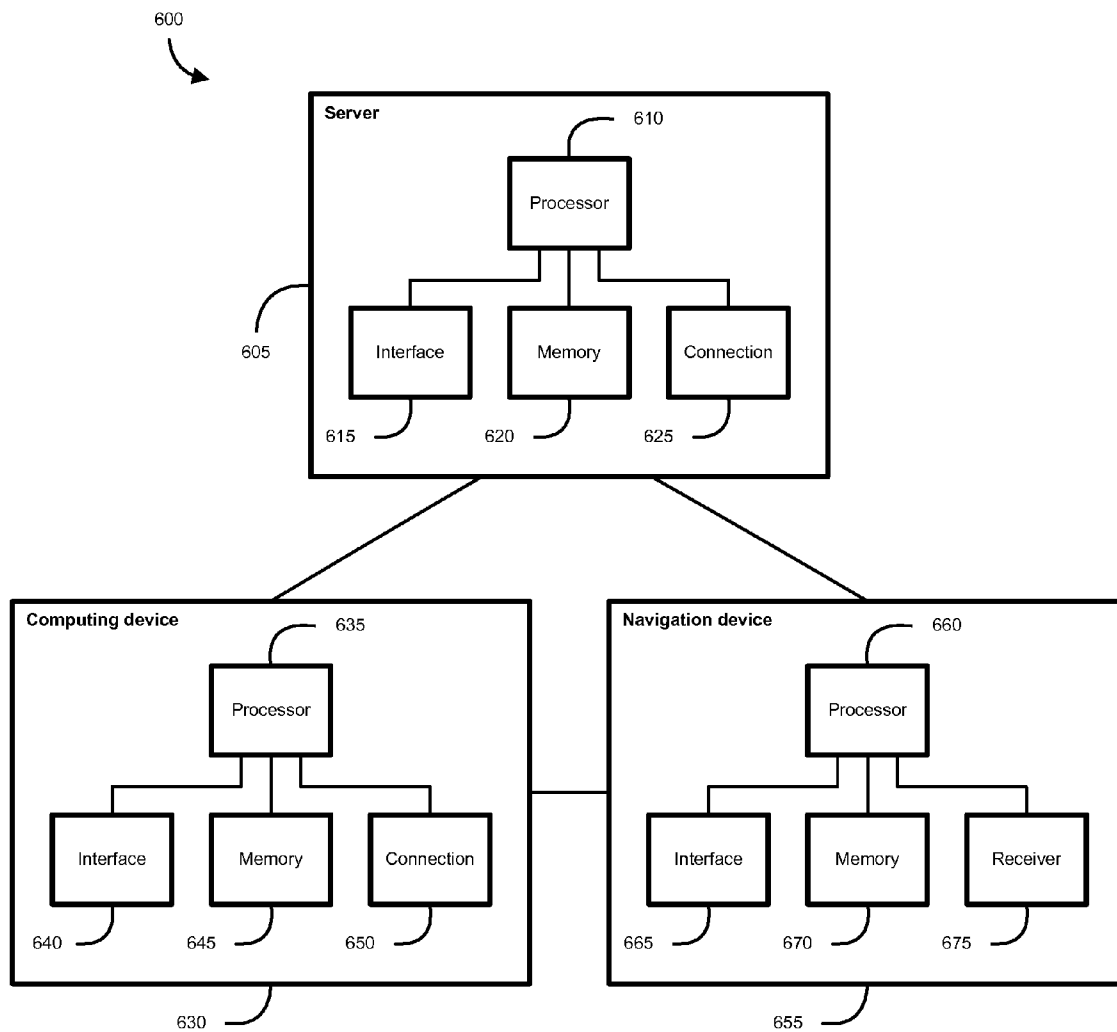 600
Server
610
Processor
605
Interface
Memory
Connection
615
620
625
Computing device
635
Processor
Interface
Memory
Connection
640
645
650
630
Navigation device
660
Processor
Interface
Memory
Receiver
665
670
675
655